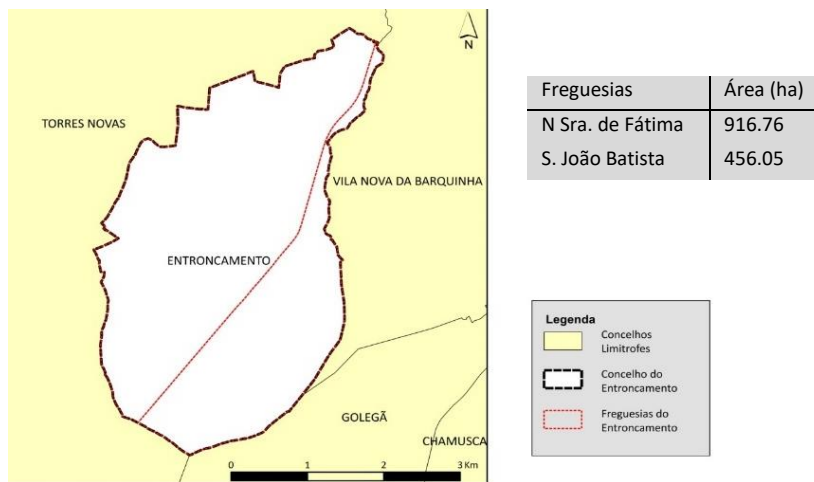 N
TORRES NOVAS
VILA NOVA DA BARQUINHA
ENTRONCAMENTO
GOLEGÃ
CHAMUSCA
0 1 2 3 Km
Freguesias Área (ha)
N Sra. de Fátima 916.76
S. João Batista 456.05
Legenda
Concelhos
Limitrofes
Concelho do
Entroncamento
Freguesias do
Entroncamento